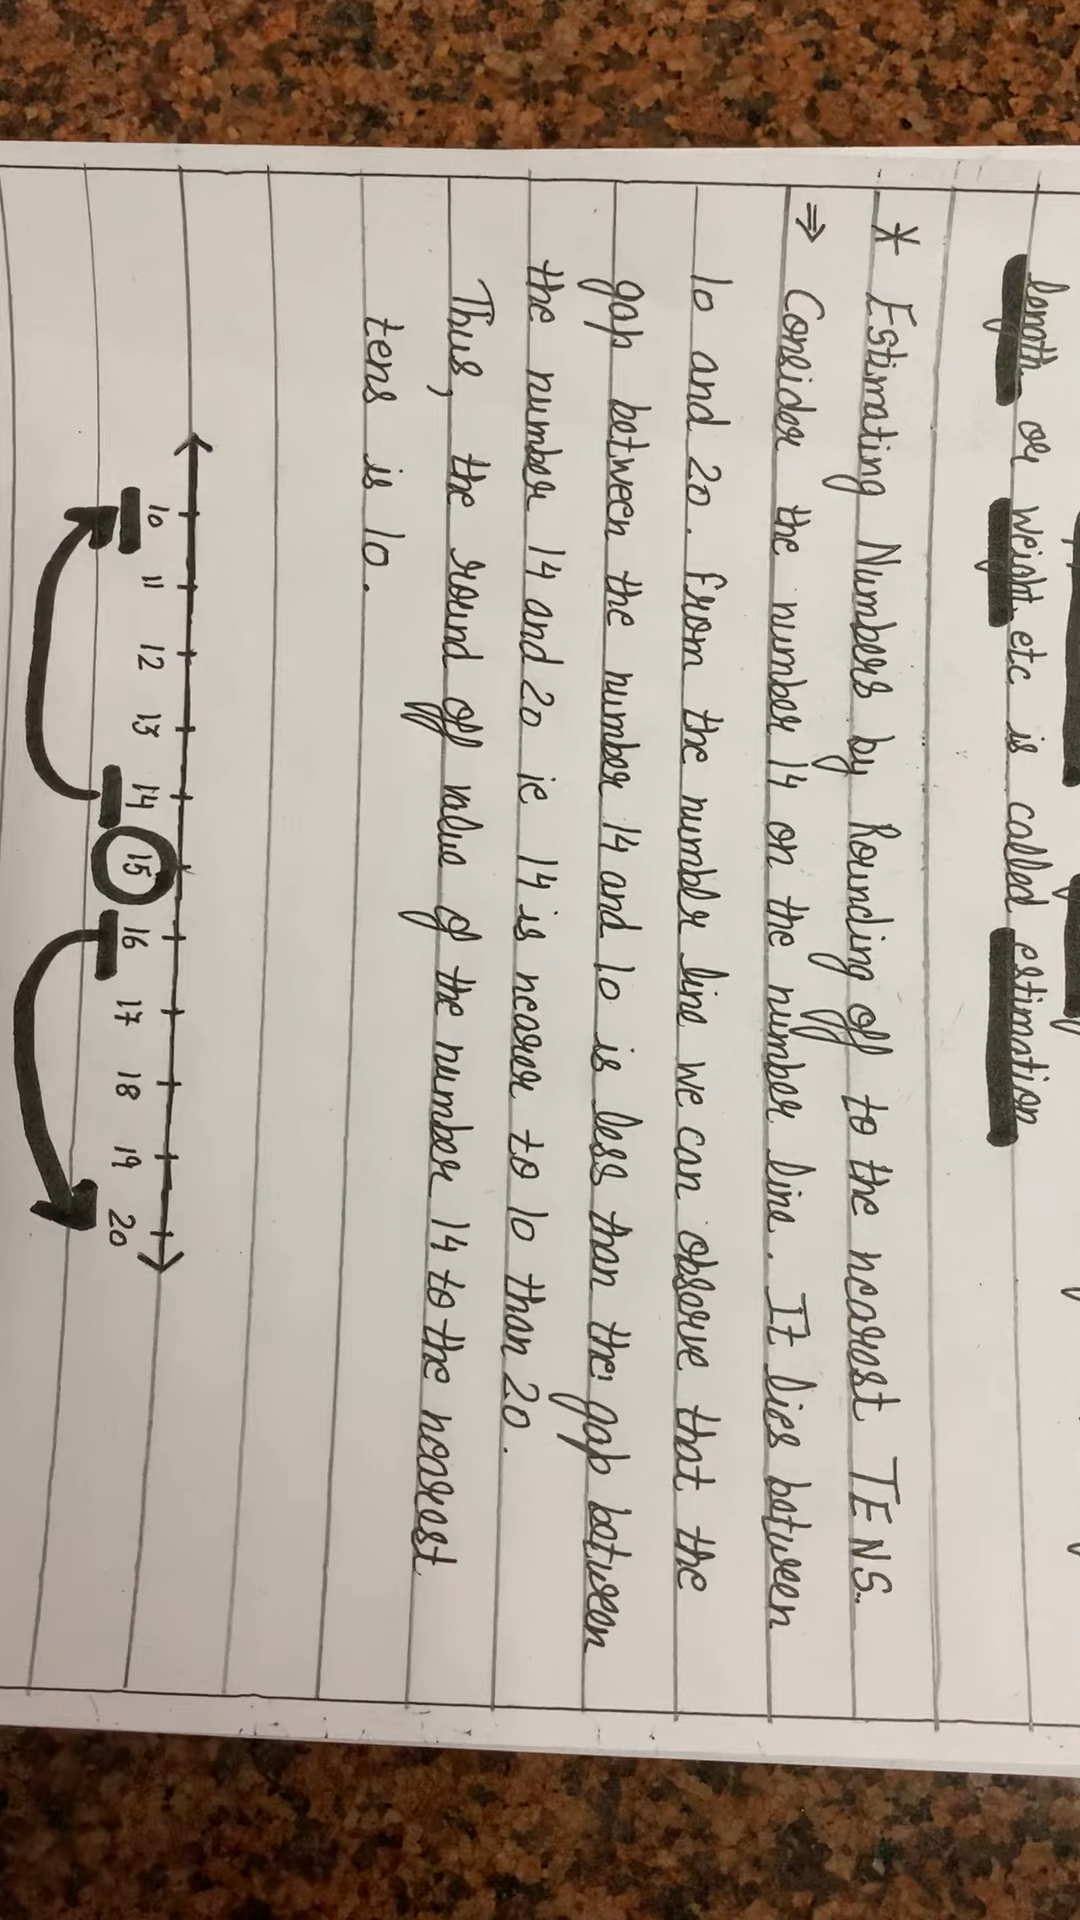 length or weight etc is called estimation
* Estimating Numbers by Rounding off to the nearest TENS.
⇒ Consider the number 14 on the number line. It lies between
10 and 20. From the number line we can observe that the
gap between the number 14 and 10 is less than the gap between
the number 14 and 20 ie 14 is nearer to 10 than 20.
Thus, the round off value of the number 14 to the nearest
tens is 10.
10 11 12 13 14 15 16 17 18 19 20